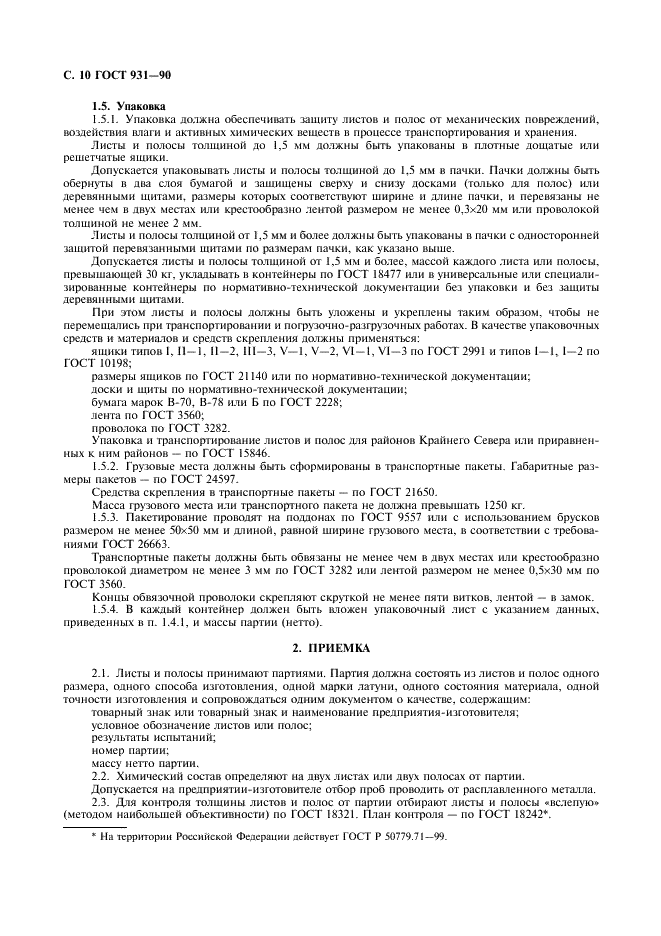 С. 10 ГОСТ 931—90
1.5. Упаковка
1.5.1. Упаковка должна обеспечивать защиту листов и полос от механических повреждений,
воздействия влаги и активных химических веществ в процессе транспортирования и хранения.
Листы и полосы толщиной до 1,5 мм должны быть упакованы в плотные дощатые или
решетчатые ящики.
Допускается упаковывать листы и полосы толщиной до 1,5 мм в пачки. Пачки должны быть
обернуты в два слоя бумагой и защищены сверху и снизу досками (только для полос) или
деревянными щитами, размеры которых соответствуют ширине и длине пачки, и перевязаны не
менее чем в двух местах или крестообразно лентой размером не менее 0,3×20 мм или проволокой
толщиной не менее 2 мм.
Листы и полосы толщиной от 1,5 мм и более должны быть упакованы в пачки с односторонней
защитой перевязанными щитами по размерам пачки, как указано выше.
Допускается листы и полосы толщиной от 1,5 мм и более, массой каждого листа или полосы,
превышающей 30 кг, укладывать в контейнеры по ГОСТ 18477 или в универсальные или специали-
зированные контейнеры по нормативно-технической документации без упаковки и без защиты
деревянными щитами.
При этом листы и полосы должны быть уложены и укреплены таким образом, чтобы не
перемещались при транспортировании и погрузочно-разгрузочных работах. В качестве упаковочных
средств и материалов и средств скрепления должны применяться:
ящики типов I, II—1, II—2, III—3, V—1, V—2, VI—1, VI—3 по ГОСТ 2991 и типов I—1, I—2 по
ГОСТ 10198;
размеры ящиков по ГОСТ 21140 или по нормативно-технической документации;
доски и щиты по нормативно-технической документации;
бумага марок В-70, В-78 или Б по ГОСТ 2228;
лента по ГОСТ 3560;
проволока по ГОСТ 3282.
Упаковка и транспортирование листов и полос для районов Крайнего Севера или приравнен-
ных к ним районов — по ГОСТ 15846.
1.5.2. Грузовые места должны быть сформированы в транспортные пакеты. Габаритные раз-
меры пакетов — по ГОСТ 24597.
Средства скрепления в транспортные пакеты — по ГОСТ 21650.
Масса грузового места или транспортного пакета не должна превышать 1250 кг.
1.5.3. Пакетирование проводят на поддонах по ГОСТ 9557 или с использованием брусков
размером не менее 50×50 мм и длиной, равной ширине грузового места, в соответствии с требова-
ниями ГОСТ 26663.
Транспортные пакеты должны быть обвязаны не менее чем в двух местах или крестообразно
проволокой диаметром не менее 3 мм по ГОСТ 3282 или лентой размером не менее 0,5×30 мм по
ГОСТ 3560.
Концы обвязочной проволоки скрепляют скруткой не менее пяти витков, лентой — в замок.
1.5.4. В каждый контейнер должен быть вложен упаковочный лист с указанием данных,
приведенных в п. 1.4.1, и массы партии (нетто).
2. ПРИЕМКА
2.1. Листы и полосы принимают партиями. Партия должна состоять из листов и полос одного
размера, одного способа изготовления, одной марки латуни, одного состояния материала, одной
точности изготовления и сопровождаться одним документом о качестве, содержащим:
товарный знак или товарный знак и наименование предприятия-изготовителя;
условное обозначение листов или полос;
результаты испытаний;
номер партии;
массу нетто партии.
2.2. Химический состав определяют на двух листах или двух полосах от партии.
Допускается на предприятии-изготовителе отбор проб проводить от расплавленного металла.
2.3. Для контроля толщины листов и полос от партии отбирают листы и полосы «вслепую»
(методом наибольшей объективности) по ГОСТ 18321. План контроля — по ГОСТ 18242*.
* На территории Российской Федерации действует ГОСТ Р 50779.71—99.